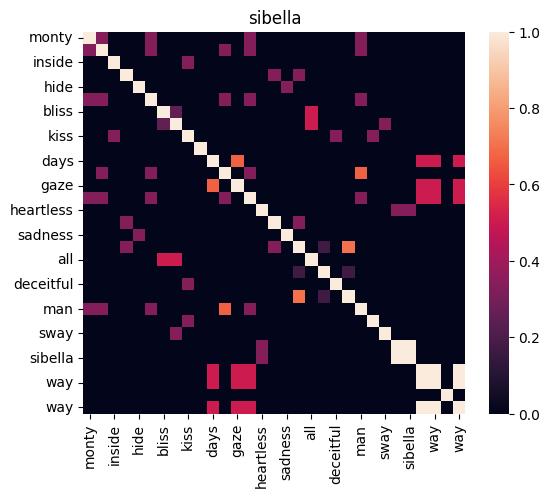 sibella
monty
inside
hide
bliss
kiss
days
gaze
heartless
sadness
all
deceitful
man
sway
sibella
way
way
1.0
0.8
0.6
0.4
0.2
0.0
monty
inside
hide
bliss
kiss
days
gaze
heartless
sadness
all
deceitful
man
sway
sibella
way
way